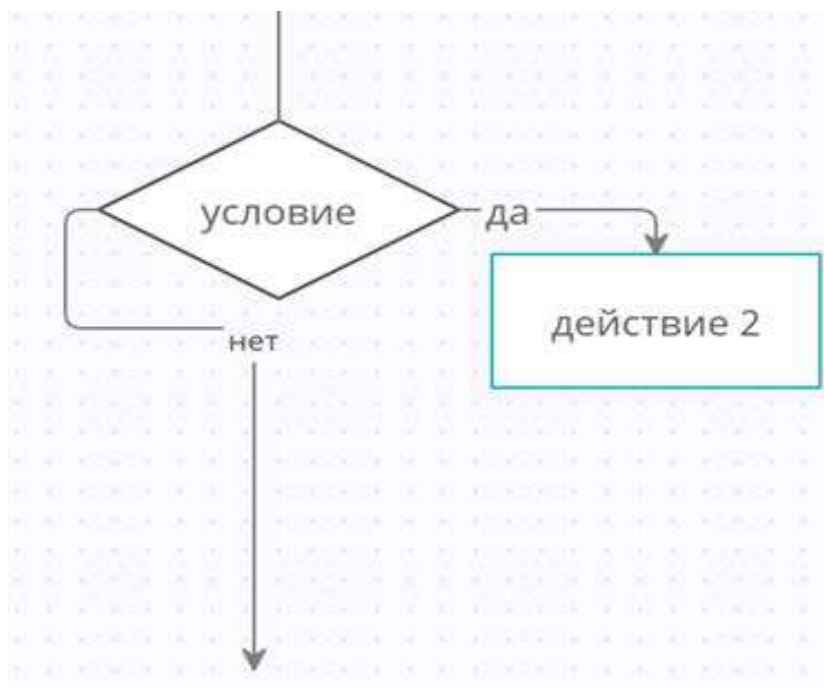 условие
да
действие 2
нет